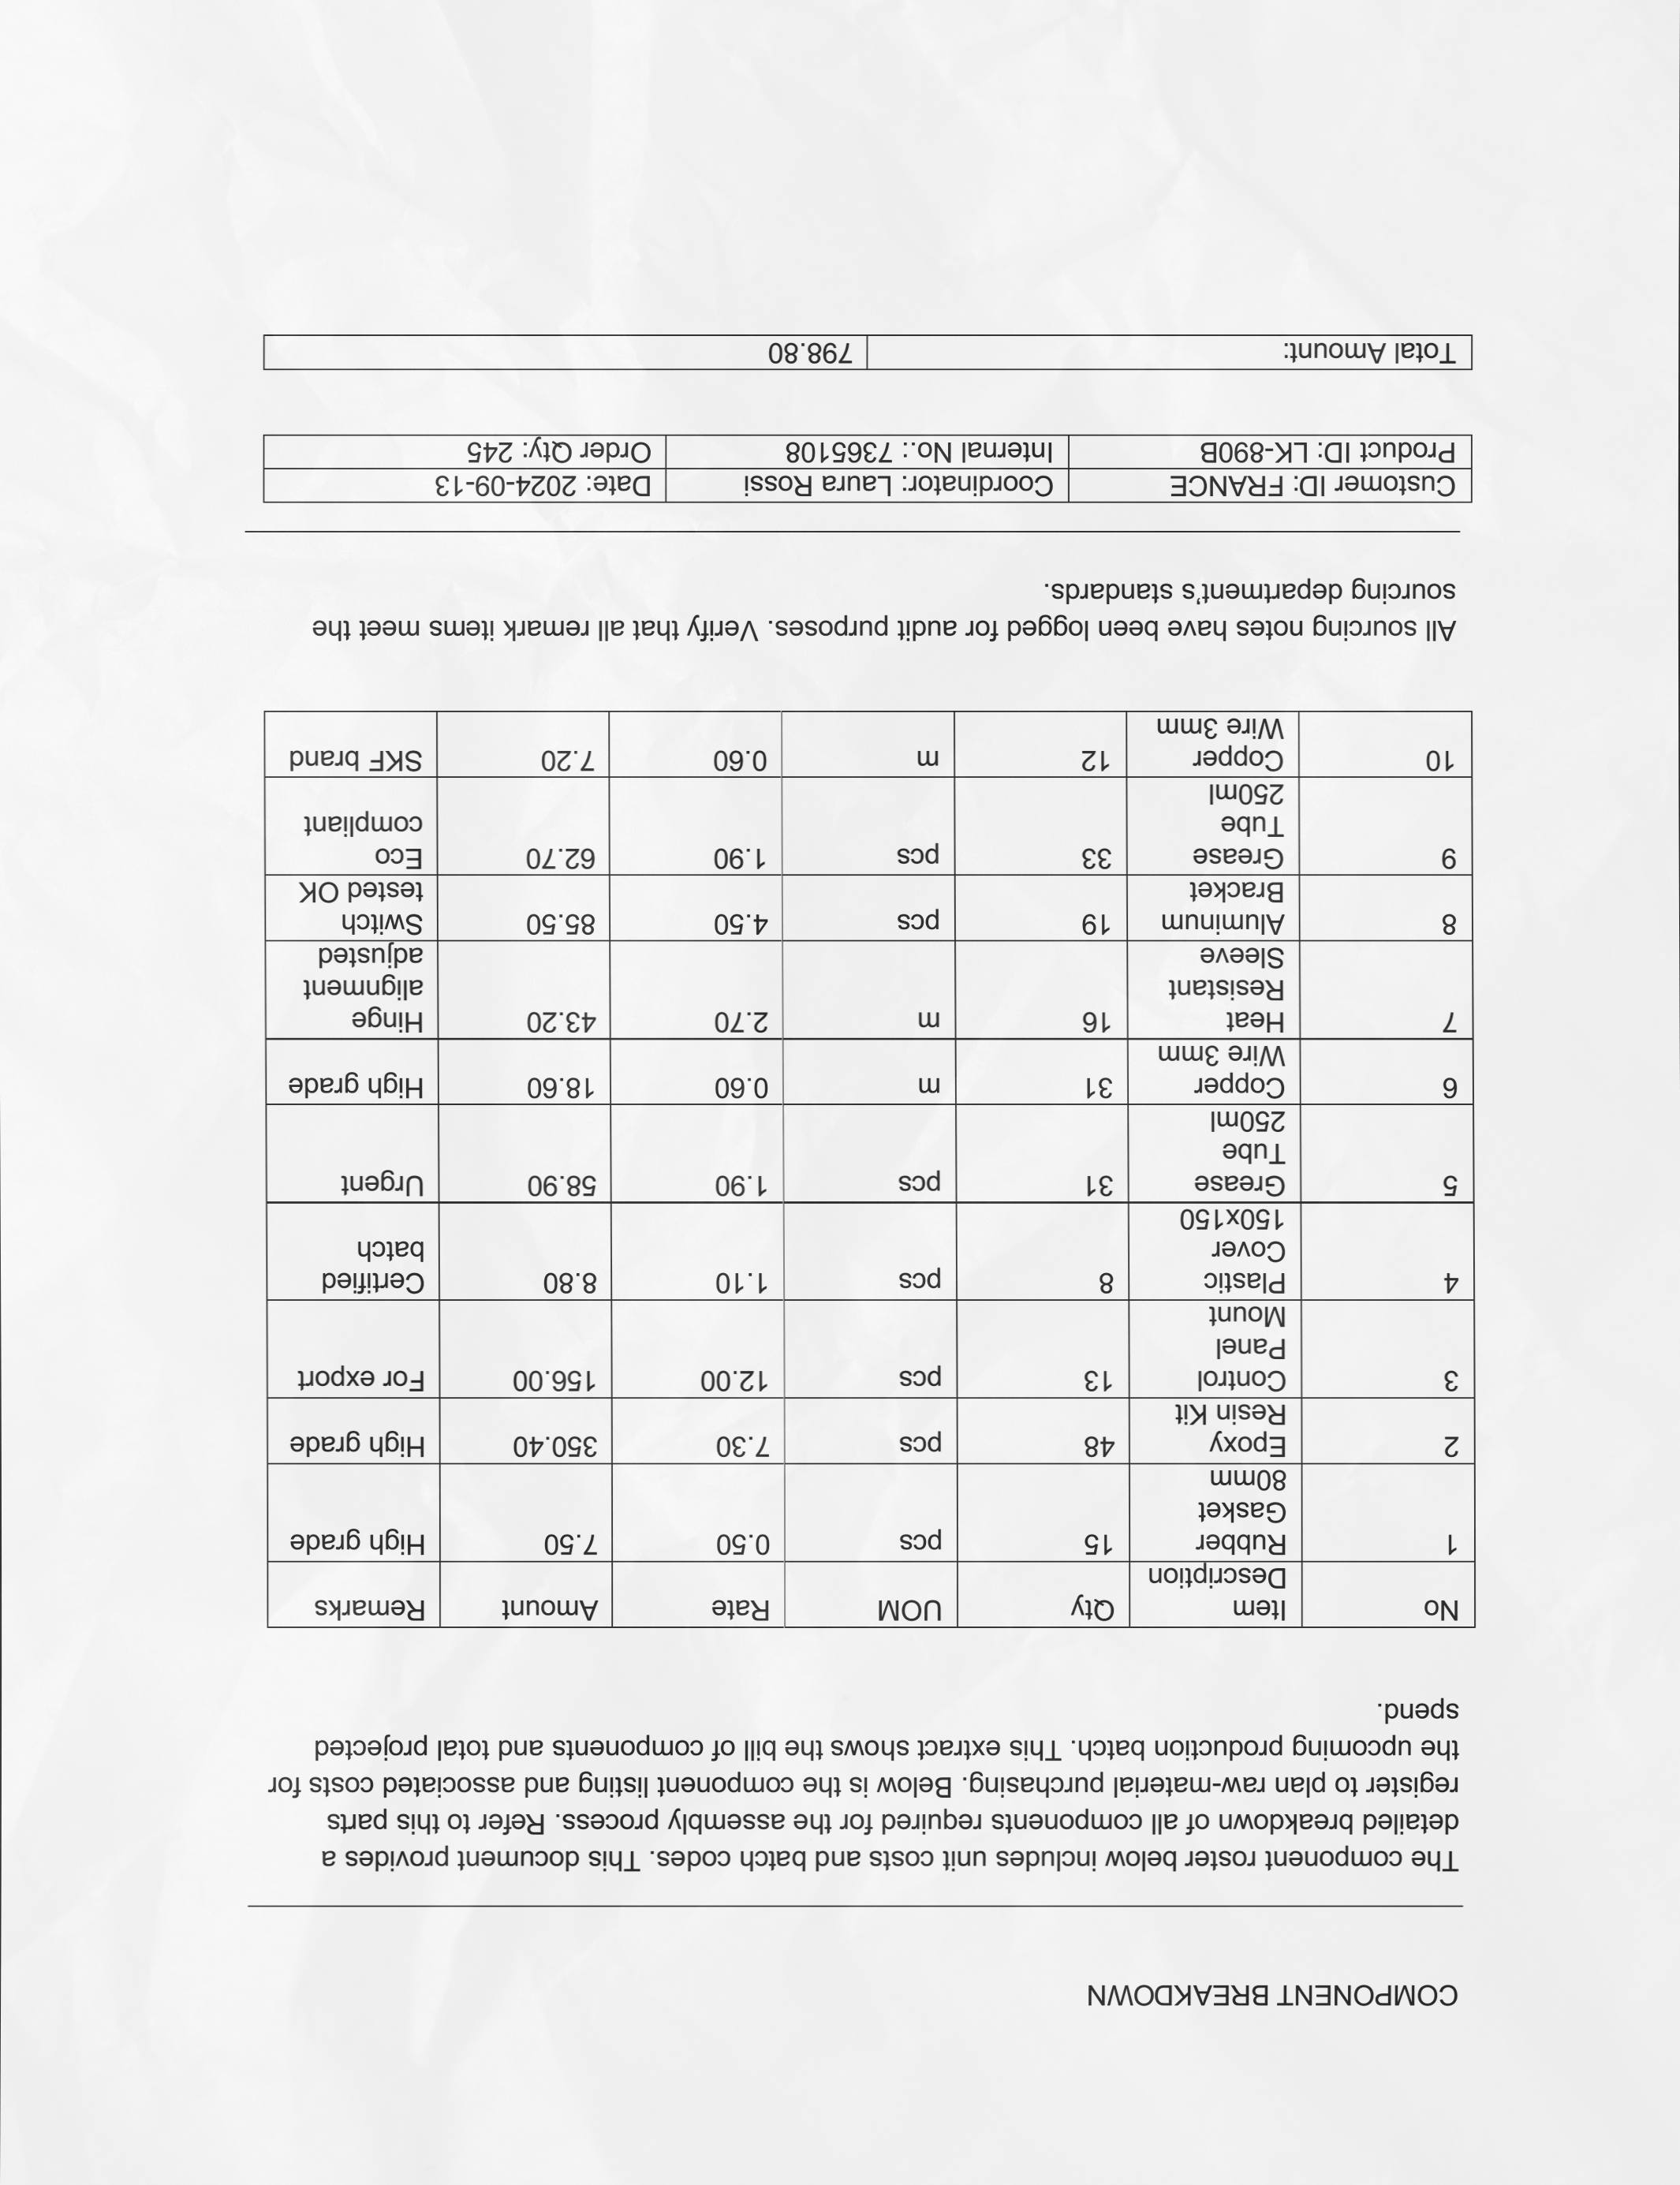 COMPONENT BREAKDOWN
The component roster below includes unit costs and batch codes. This document provides a
detailed breakdown of all components required for the assembly process. Refer to this parts
register to plan raw-material purchasing. Below is the component listing and associated costs for
the upcoming production batch. This extract shows the bill of components and total projected
spend.
No Item Description Qty UOM Rate Amount Remarks
1 Rubber Gasket 80mm 15 pcs 0.50 7.50 High grade
2 Epoxy Resin Kit 48 pcs 7.30 350.40 High grade
3 Control Panel Mount 13 pcs 12.00 156.00 For export
4 Plastic Cover 150x150 8 pcs 1.10 8.80 Certified batch
5 Grease Tube 250ml 31 pcs 1.90 58.90 Urgent
6 Copper Wire 3mm 31 m 0.60 18.60 High grade
7 Heat Resistant Sleeve 16 m 2.70 43.20 Hinge alignment adjusted
8 Aluminum Bracket 19 pcs 4.50 85.50 Switch tested OK
9 Grease Tube 250ml 33 pcs 1.90 62.70 Eco compliant
10 Copper Wire 3mm 12 m 0.60 7.20 SKF brand
All sourcing notes have been logged for audit purposes. Verify that all remark items meet the
sourcing department's standards.
Customer ID: FRANCE Coordinator: Laura Rossi Date: 2024-09-13
Product ID: LK-890B Internal No.: 7365108 Order Qty: 245
Total Amount: 798.80